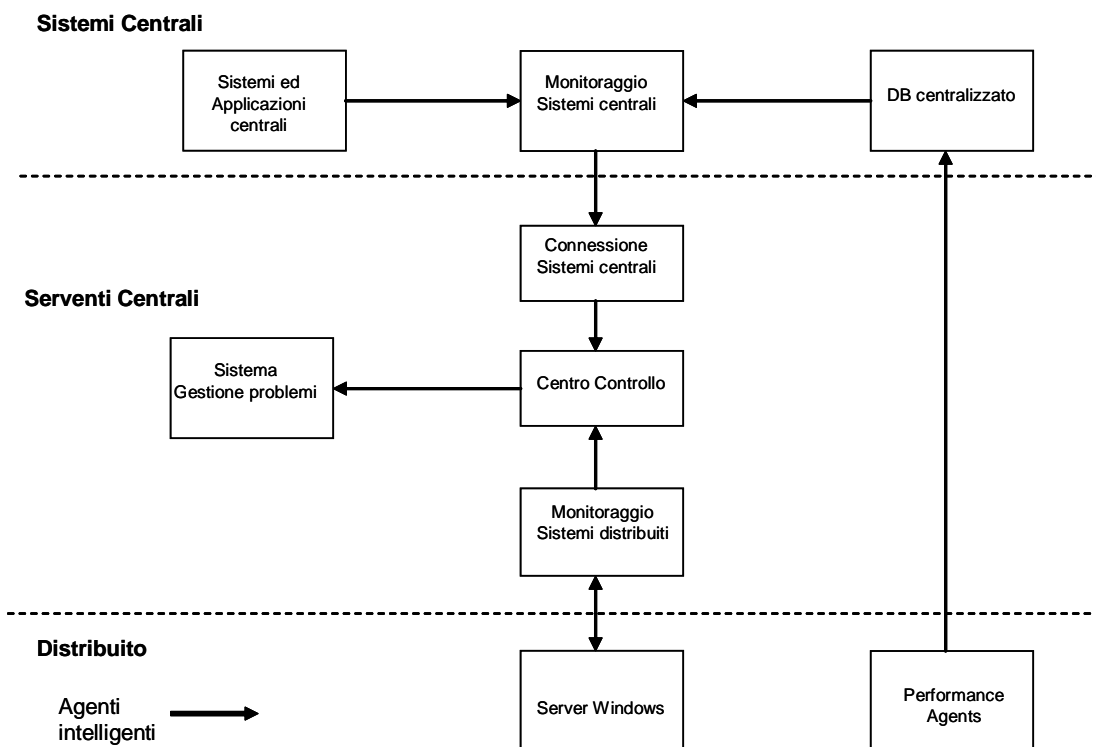 Sistemi Centrali
Sistemi ed
Applicazioni
centrali
Monitoraggio
Sistemi centrali
DB centralizzato
Connessione
Sistemi centrali
Serventi Centrali
Sistema
Gestione problemi
Centro Controllo
Monitoraggio
Sistemi distribuiti
Distribuito
Agenti
intelligenti
Server Windows
Performance
Agents